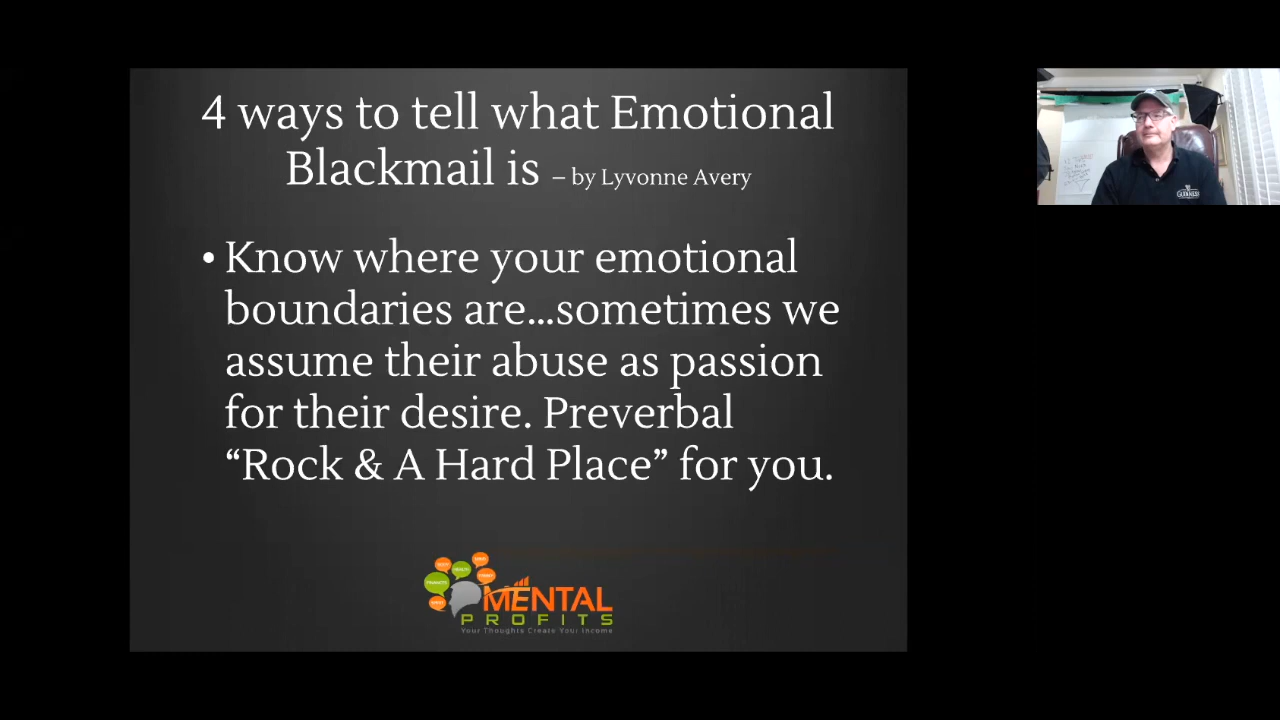 4 ways to tell what Emotional
Blackmail is – by Lyvonne Avery
• Know where your emotional
boundaries are...sometimes we
assume their abuse as passion
for their desire. Preverbal
“Rock & A Hard Place” for you.
MENTAL
PROFITS
Your Thoughts Create Your Income
GUINNESS